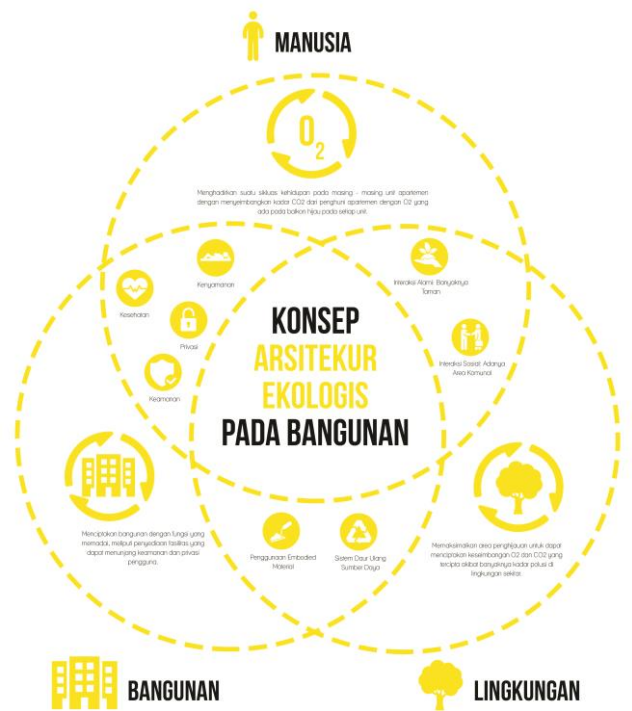 MANUSIA
O2
Menghadirkan suatu sikluas kehidupan pada masing - masing unit apartemen
dengan menyeimbangkan kadar CO2 dari penghuni apartemen dengan O2 yang
ada pada balkon hijau pada setiap unit.
Kenyamanan
Kesehatan
Privasi
Keamanan
Interaksi Alami: Banyaknya
Taman
Interaksi Sosial: Adanya
Area Komunal
KONSEP
ARSITEKUR
EKOLOGIS
PADA BANGUNAN
Menciptakan bangunan dengan fungsi yang
memadai, meliput penyediaan fasilitas yang
dapat menunjang keamanan dan privasi
pengguna.
Penggunaan Embodied
Material
Sistem Daur Ulang
Sumber Daya
Memaksimalkan area penghijauan untuk dapat
menciptakan keseimbangan O2 dan CO2 yang
tercipta akibat banyaknya kadar polusi di
lingkungan sekitar.
BANGUNAN
LINGKUNGAN